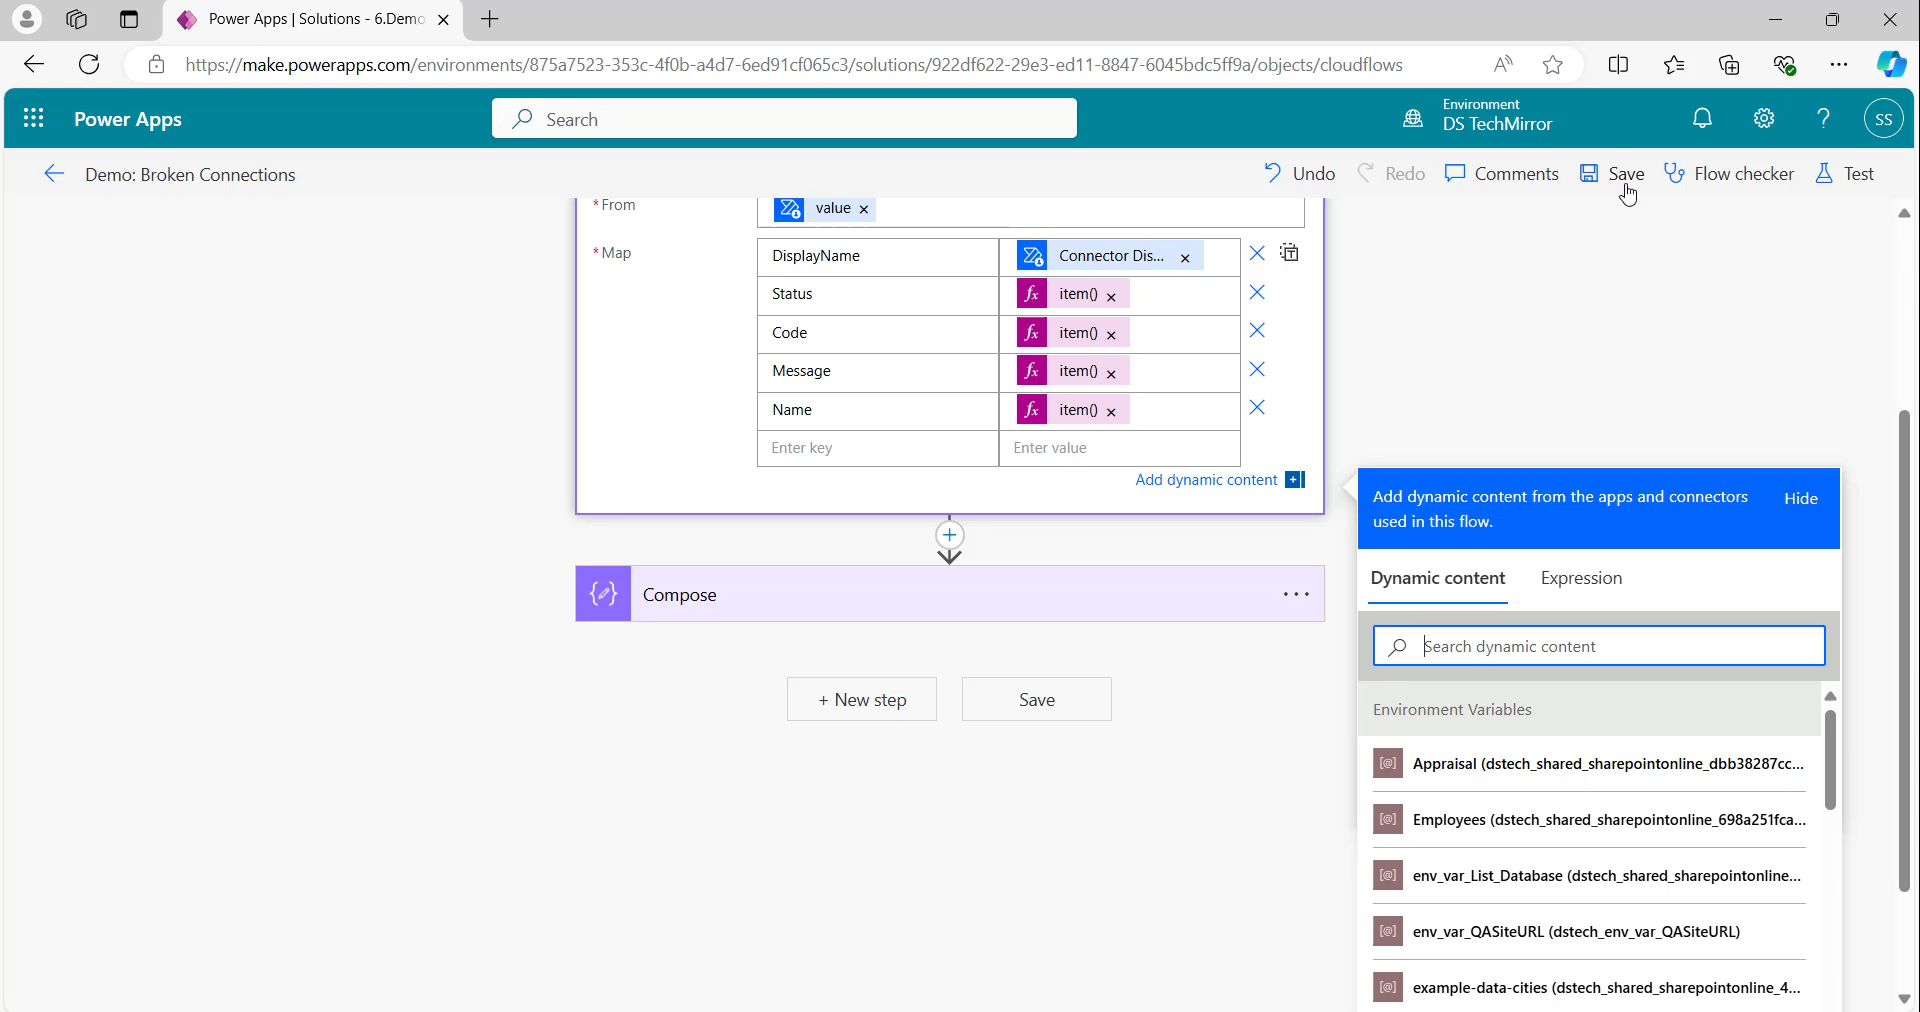 Power Apps | Solutions - 6.Demo
https://make.powerapps.com/environments/875a7523-353c-4f0b-a4d7-6ed91cf065c3/solutions/922df622-29e3-ed11-8847-6045bdc5ff9a/objects/cloudflows
Power Apps
Search
Environment
DS TechMirror
SS
Demo: Broken Connections
Undo
Redo
Comments
Save
Flow checker
Test
* From
value
* Map
DisplayName
Connector Dis...
Status
item()
Code
item()
Message
item()
Name
item()
Enter key
Enter value
Add dynamic content
Compose
+ New step
Save
Add dynamic content from the apps and connectors
used in this flow.
Hide
Dynamic content
Expression
Search dynamic content
Environment Variables
Appraisal (dstech_shared_sharepointonline_dbb38287cc...
Employees (dstech_shared_sharepointonline_698a251fca...
env_var_List_Database (dstech_shared_sharepointonline...
env_var_QASiteURL (dstech_env_var_QASiteURL)
example-data-cities (dstech_shared_sharepointonline_4...